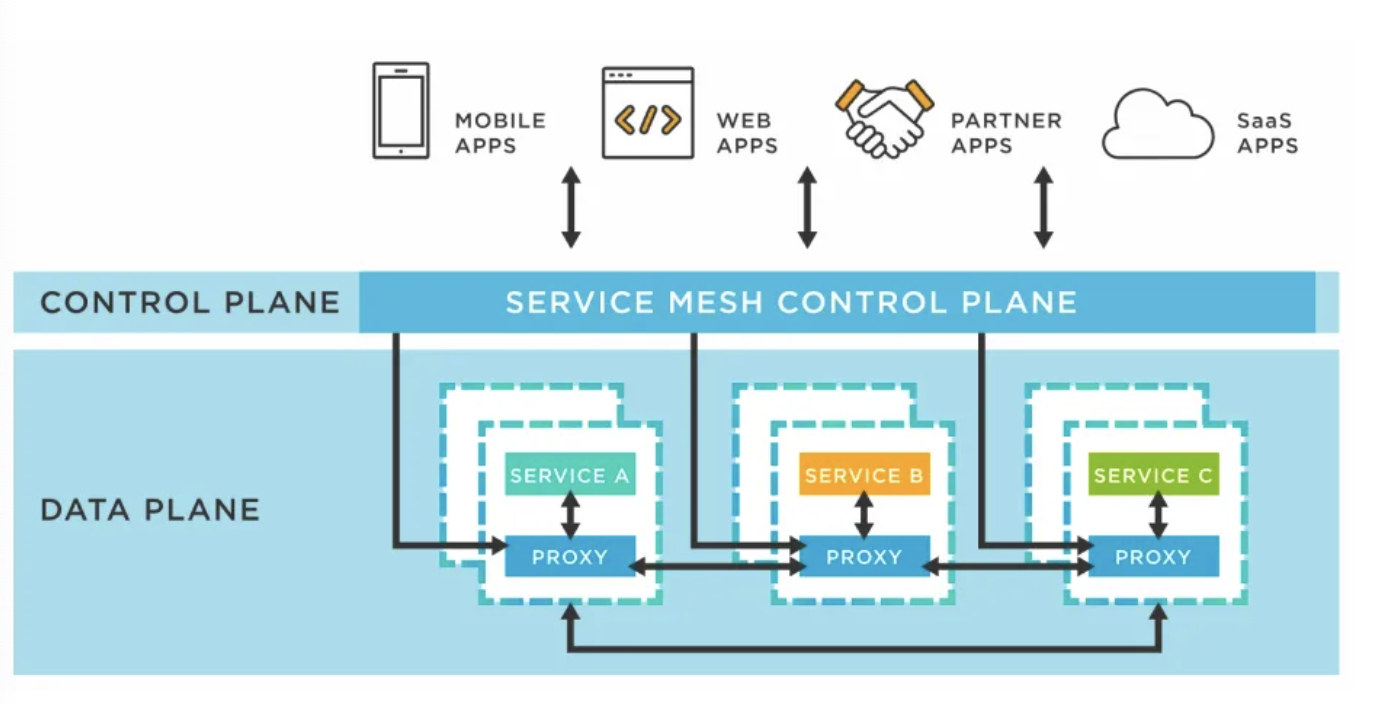 MOBILE
APPS
WEB
APPS
PARTNER
APPS
SaaS
APPS
CONTROL PLANE
SERVICE MESH CONTROL PLANE
DATA PLANE
SERVICE A
PROXY
SERVICE B
PROXY
SERVICE C
PROXY